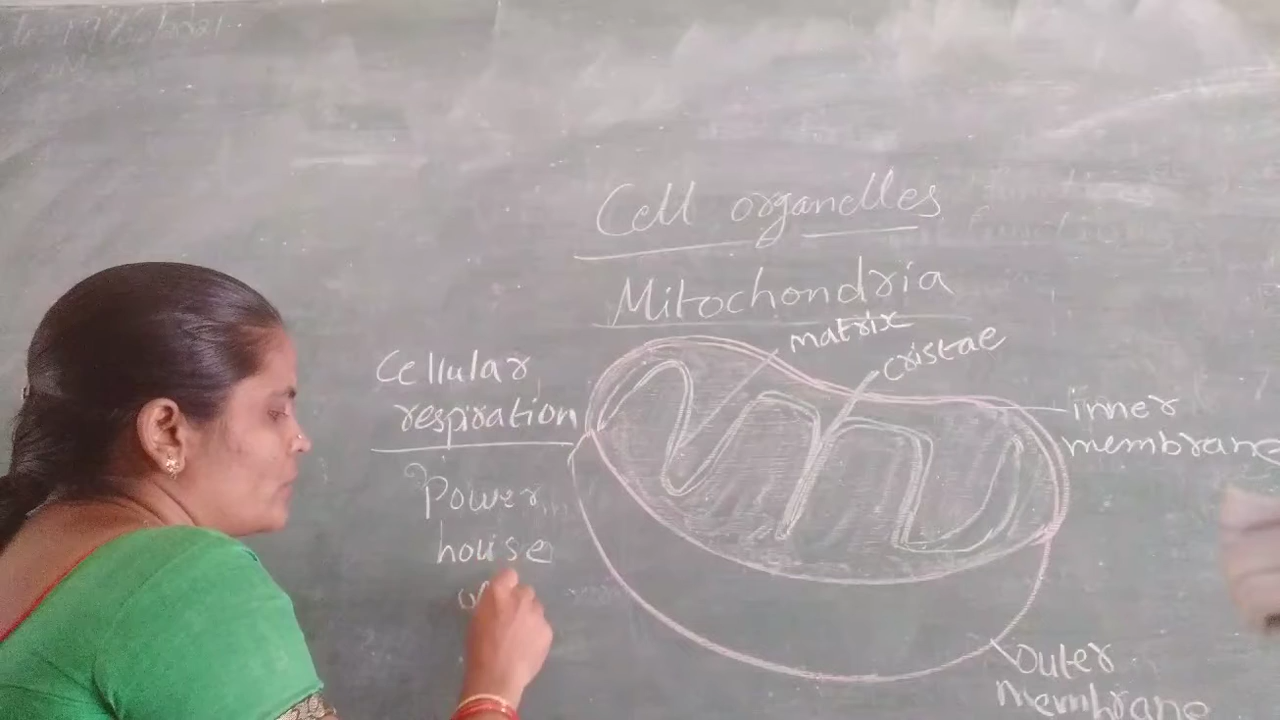 Cell organelles
Mitochondria
matrix
cristae
Cellular
respiration
inner
membrane
Power
house
outer
membrane